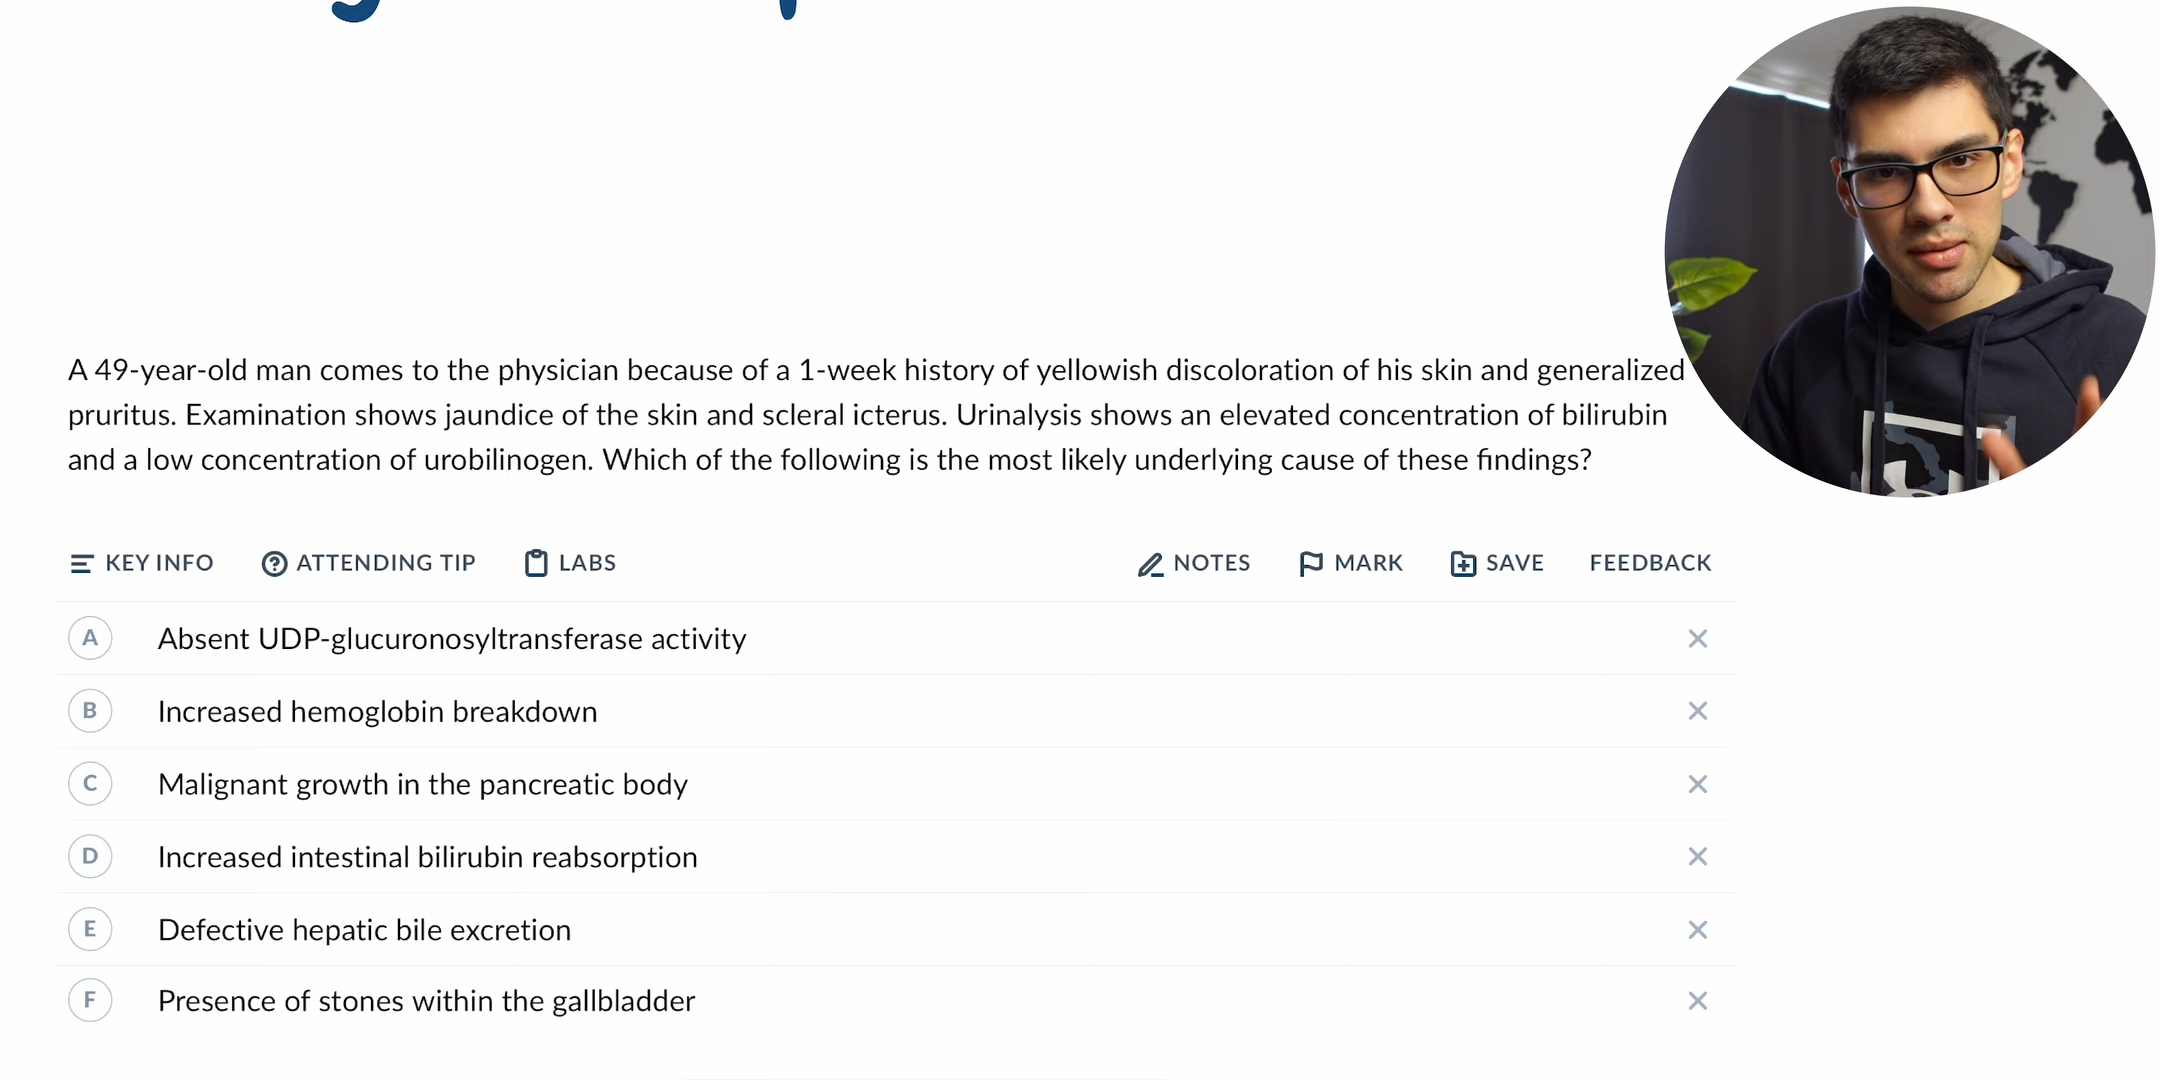 A 49-year-old man comes to the physician because of a 1-week history of yellowish discoloration of his skin and generalized
pruritus. Examination shows jaundice of the skin and scleral icterus. Urinalysis shows an elevated concentration of bilirubin
and a low concentration of urobilinogen. Which of the following is the most likely underlying cause of these findings?
KEY INFO ATTENDING TIP LABS NOTES MARK SAVE FEEDBACK
A Absent UDP-glucuronosyltransferase activity
B Increased hemoglobin breakdown
C Malignant growth in the pancreatic body
D Increased intestinal bilirubin reabsorption
E Defective hepatic bile excretion
F Presence of stones within the gallbladder